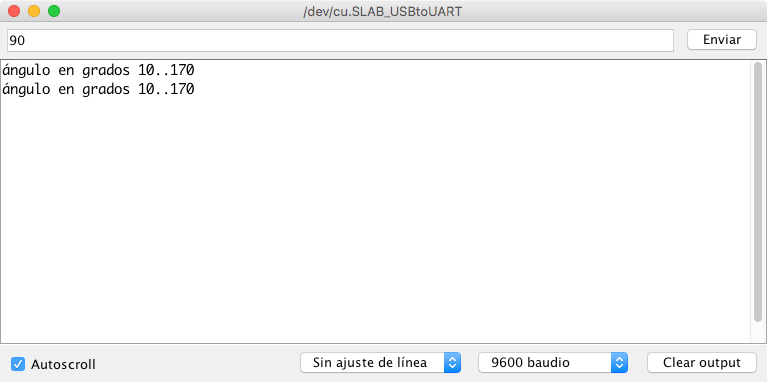 /dev/cu.SLAB_USBtoUART
90
Enviar
ángulo en grados 10..170
ángulo en grados 10..170
Autoscroll
Sin ajuste de línea
9600 baudio
Clear output